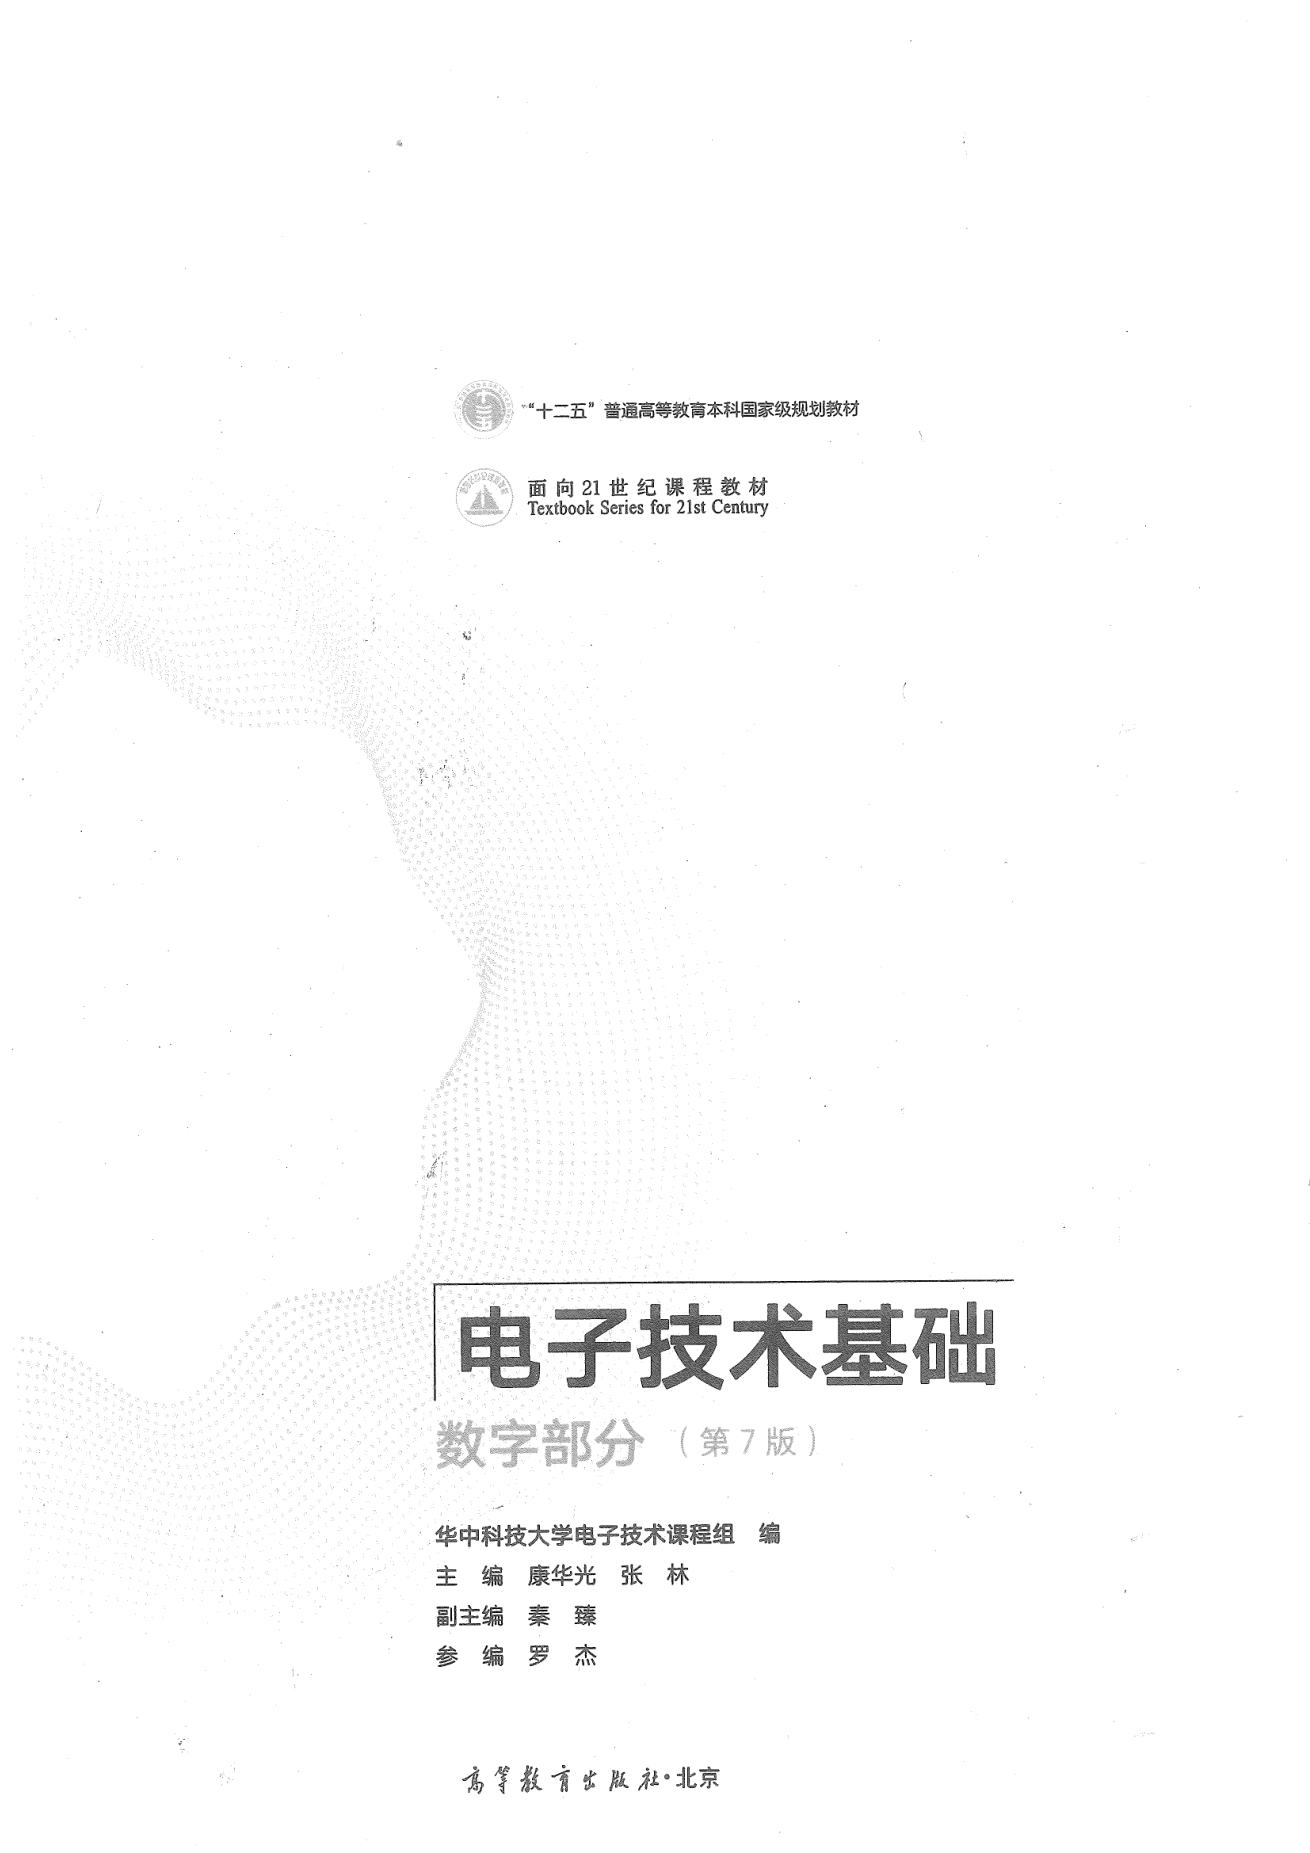 “十二五”普通高等教育本科国家级规划教材
面向21世纪课程教材
Textbook Series for 21st Century
电子技术基础
数字部分（第7版）
华中科技大学电子技术课程组 编
主 编 康华光 张 林
副主编 秦 臻
参 编 罗 杰
高等教育出版社·北京